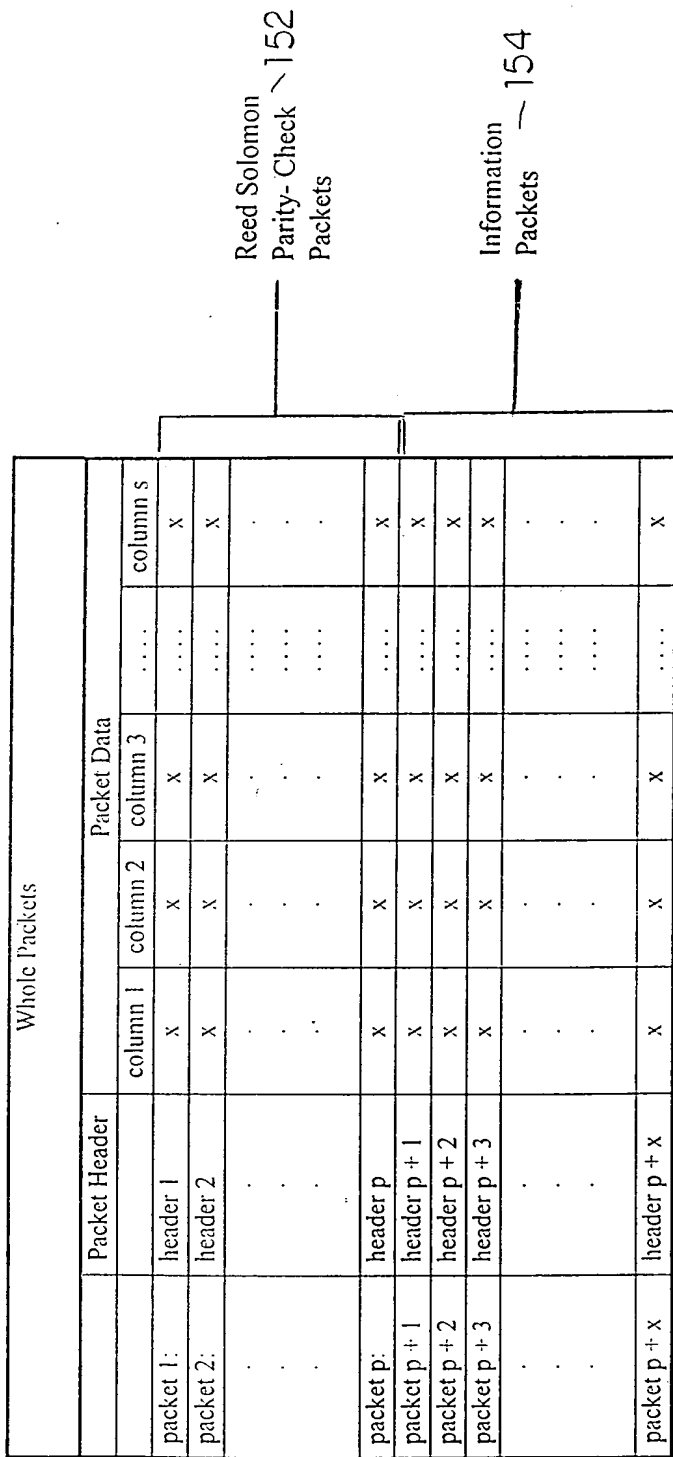 Whole Packets
Packet Header Packet Data
column 1 column 2 column 3 .... column s
packet 1: header 1 x x x .... x
packet 2: header 2 x x x .... x
. . . . . .... .
. . . . . .... .
. . . . . .... .
packet p: header p x x x .... x
packet p + 1 header p + 1 x x x .... x
packet p + 2 header p + 2 x x x .... x
packet p + 3 header p + 3 x x x .... x
. . . . . .... .
. . . . . .... .
. . . . . .... .
packet p + x header p + x x x x .... x
Reed Solomon
Parity- Check 152
Packets
Information
Packets 154